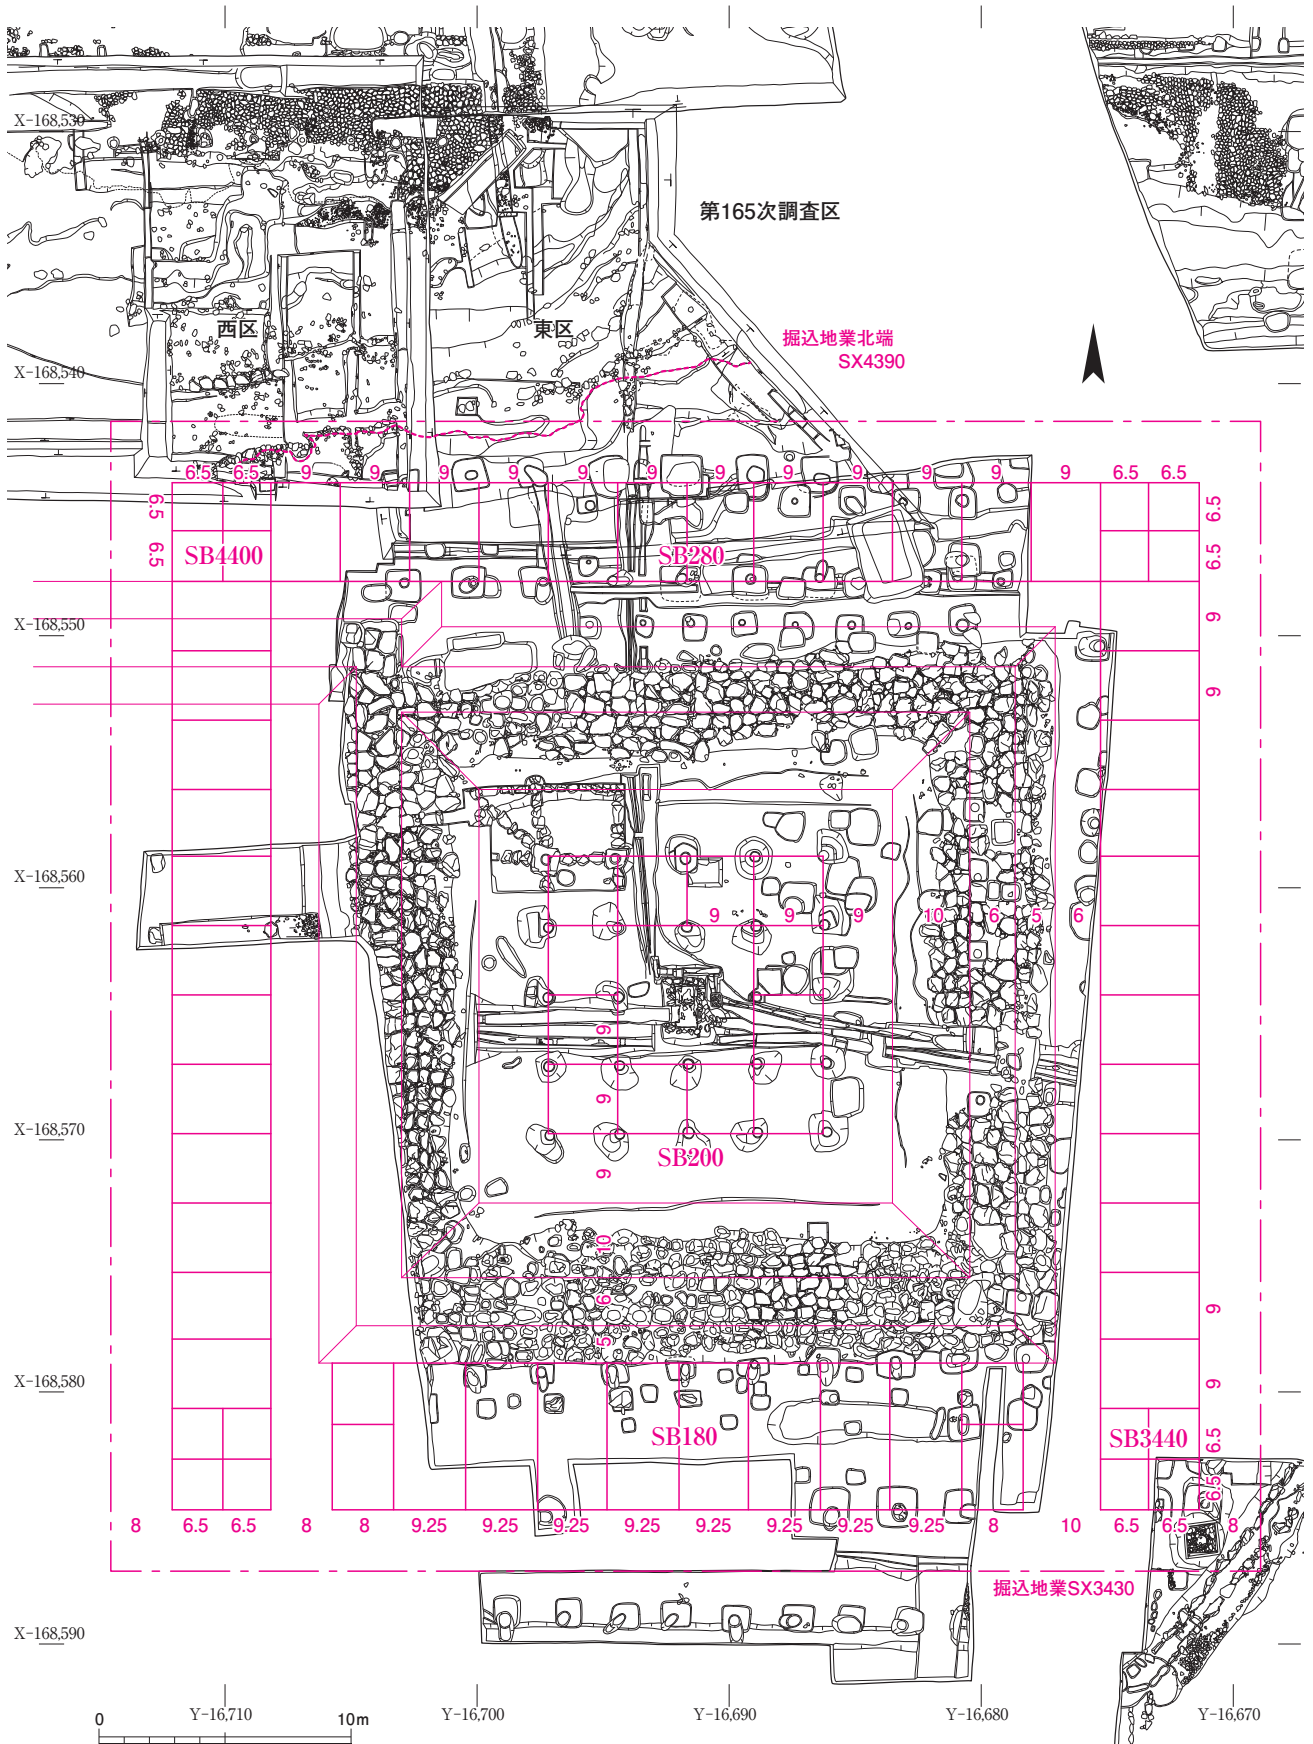 X-168,530
第165次調査区
西区
東区
掘込地業北端
SX4390
X-168,540
6.5 6.5 9 9 9 9 9 9 9 9 9 9 9 9 6.5 6.5
6.5
6.5
SB4400
SB280
6.5
6.5
X-168,550
9
9
X-168,560
9 9 9 10 6 5 6
9
9
X-168,570
SB200
9
10
6
5
9
X-168,580
9
SB180
SB3440
6.5
6.5
8 6.5 6.5 8 8 9.25 9.25 9.25 9.25 9.25 9.25 9.25 9.25 8 10 6.5 6.5 8
掘込地業SX3430
X-168,590
0 10m
Y-16,710
Y-16,700
Y-16,690
Y-16,680
Y-16,670